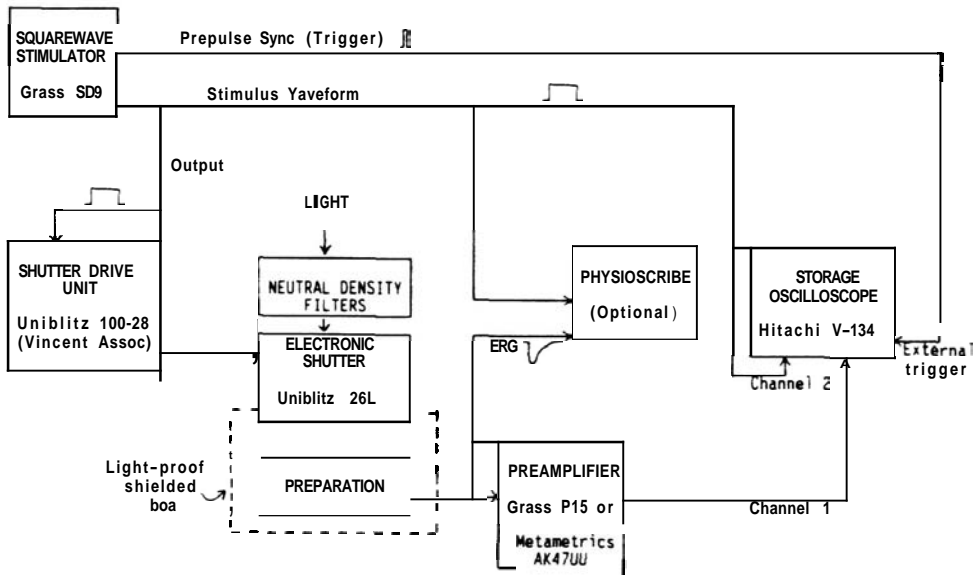 SQUAREWAVE
STIMULATOR
Grass SD9
Prepulse Sync (Trigger)
Stimulus Yaveform
Output
LIGHT
SHUTTER DRIVE
UNIT
Uniblitz 100-28
(Vincent Assoc)
NEUTRAL DENSITY
FILTERS
ELECTRONIC
SHUTTER
Uniblitz 26L
PHYSIOSCRIBE
(Optional)
ERG
STORAGE
OSCILLOSCOPE
Hitachi V-134
External
trigger
Channel 2
Light-proof
shielded
boa
PREPARATION
PREAMPLIFIER
Grass P15 or
Metametrics
AK47UU
Channel 1